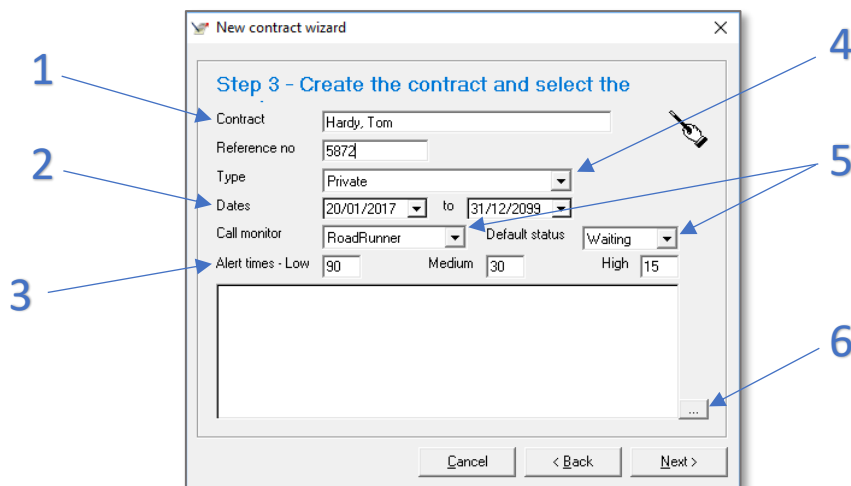 New contract wizard
1
4
Step 3 - Create the contract and select the
Contract Hardy, Tom
Reference no 5872
2
5
Type Private
Dates 20/01/2017 to 31/12/2099
Call monitor RoadRunner Default status Waiting
3
Alert times - Low 90 Medium 30 High 15
6
...
Cancel < Back Next >